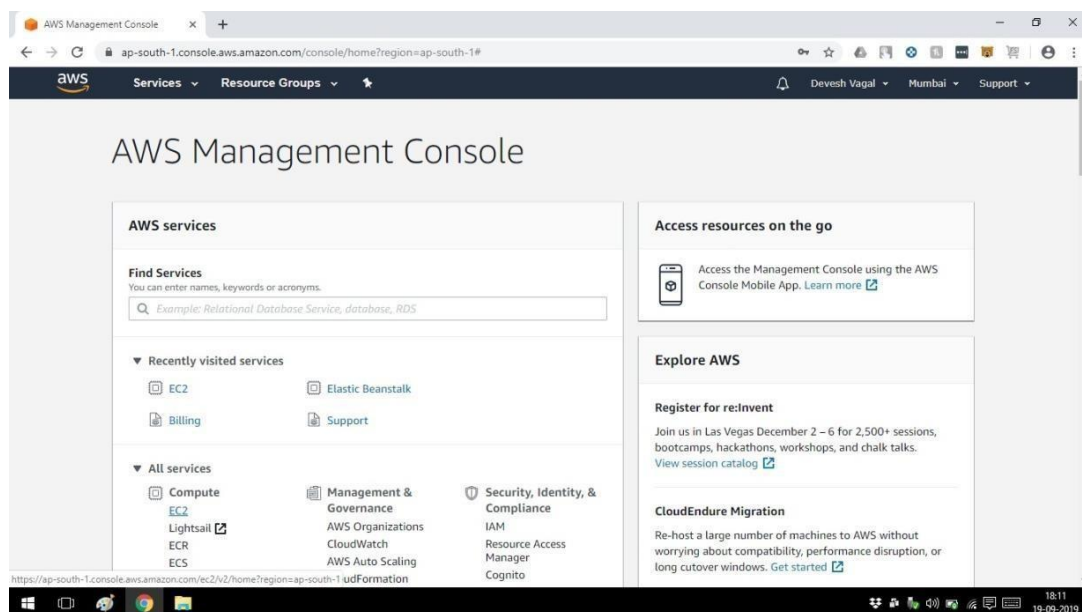 AWS Management Console
ap-south-1.console.aws.amazon.com/console/home?region=ap-south-1#
aws
Services
Resource Groups
Devesh Vagal
Mumbai
Support
AWS Management Console
AWS services
Find Services
You can enter names, keywords or acronyms.
Example: Relational Database Service, database, RDS
Recently visited services
EC2
Elastic Beanstalk
Billing
Support
All services
Compute
EC2
Lightsail
ECR
ECS
Management &
Governance
AWS Organizations
CloudWatch
AWS Auto Scaling
udFormation
Security, Identity, &
Compliance
IAM
Resource Access
Manager
Cognito
Access resources on the go
Access the Management Console using the AWS
Console Mobile App. Learn more
Explore AWS
Register for re:Invent
Join us in Las Vegas December 2 – 6 for 2,500+ sessions,
bootcamps, hackathons, workshops, and chalk talks.
View session catalog
CloudEndure Migration
Re-host a large number of machines to AWS without
worrying about compatibility, performance disruption, or
long cutover windows. Get started
https://ap-south-1.console.aws.amazon.com/ec2/v2/home?region=ap-south-1
18:11
19-09-2019